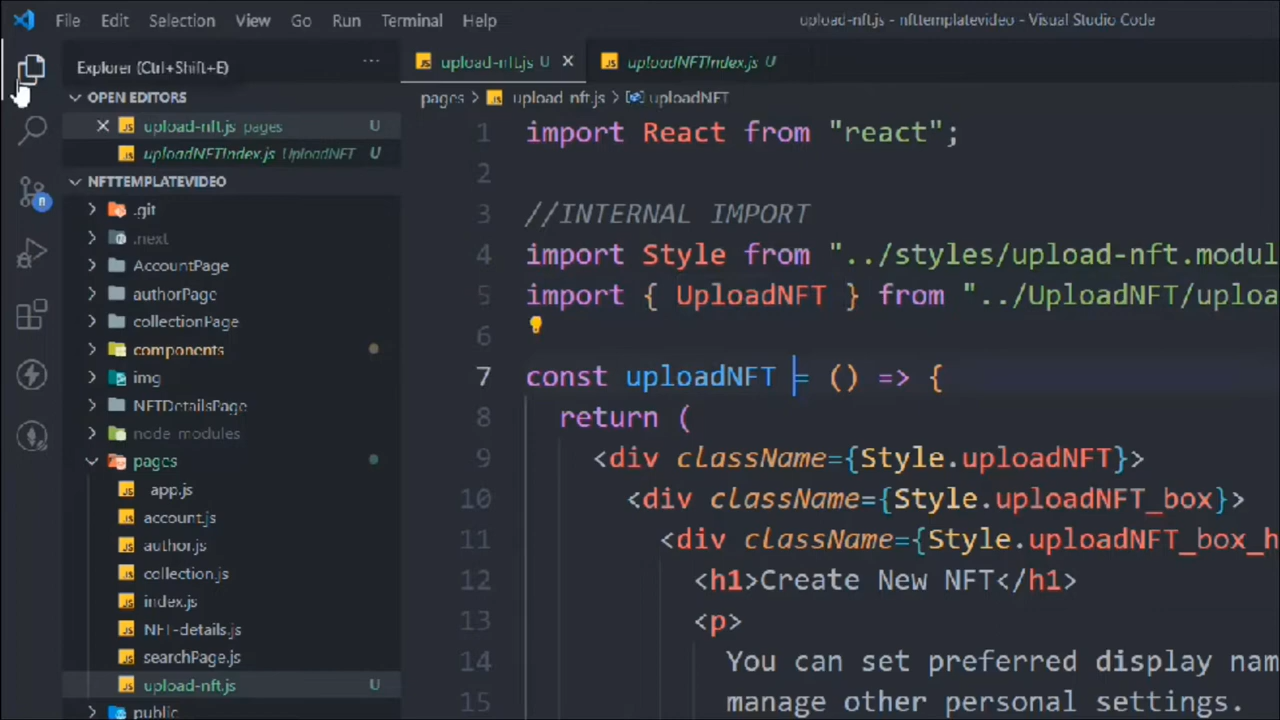 File Edit Selection View Go Run Terminal Help
upload-nft.js - nfttemplatevideo - Visual Studio Code
Explorer (Ctrl+Shift+E)
OPEN EDITORS
upload-nft.js pages U
uploadNFTIndex.js UploadNFT U
NFTTEMPLATEVIDEO
.git
.next
AccountPage
authorPage
collectionPage
components
img
NFTDetailsPage
node_modules
pages
_app.js
account.js
author.js
collection.js
index.js
NFT-details.js
searchPage.js
upload-nft.js U
public
upload-nft.js U
uploadNFTIndex.js U
pages > upload-nft.js > uploadNFT
1 import React from "react";
2
3 //INTERNAL IMPORT
4 import Style from "../styles/upload-nft.modul
5 import { UploadNFT } from "../UploadNFT/uploa
6
7 const uploadNFT = () => {
8 return (
9 <div className={Style.uploadNFT}>
10 <div className={Style.uploadNFT_box}>
11 <div className={Style.uploadNFT_box_h
12 <h1>Create New NFT</h1>
13 <p>
14 You can set preferred display nam
15 manage other personal settings.